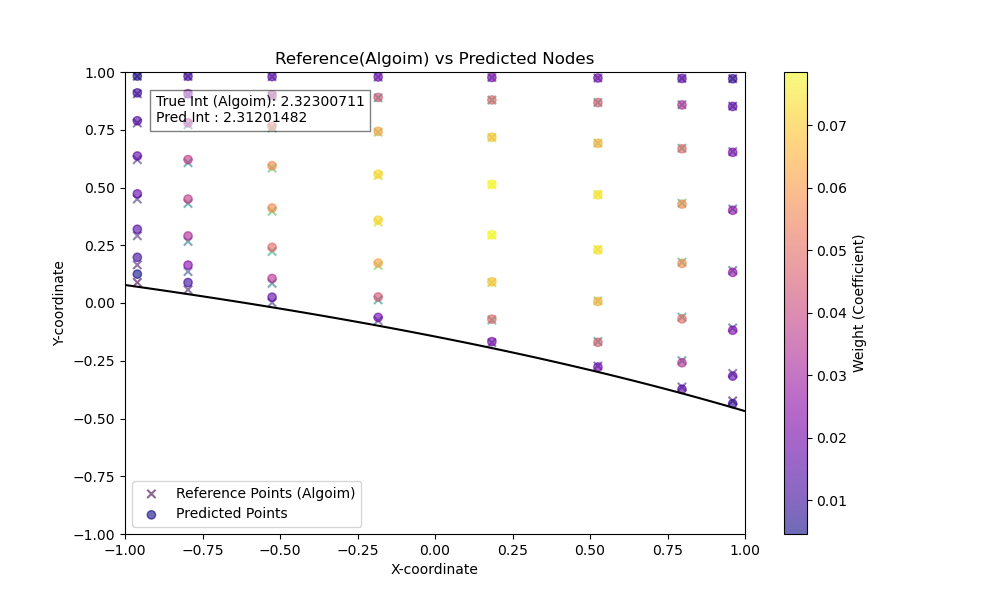 Reference(Algoim) vs Predicted Nodes
True Int (Algoim): 2.32300711
Pred Int : 2.31201482
1.00
0.75
0.50
0.25
0.00
−0.25
−0.50
−0.75
−1.00
Y-coordinate
Reference Points (Algoim)
Predicted Points
−1.00 −0.75 −0.50 −0.25 0.00 0.25 0.50 0.75 1.00
X-coordinate
0.07
0.06
0.05
0.04
0.03
0.02
0.01
Weight (Coefficient)